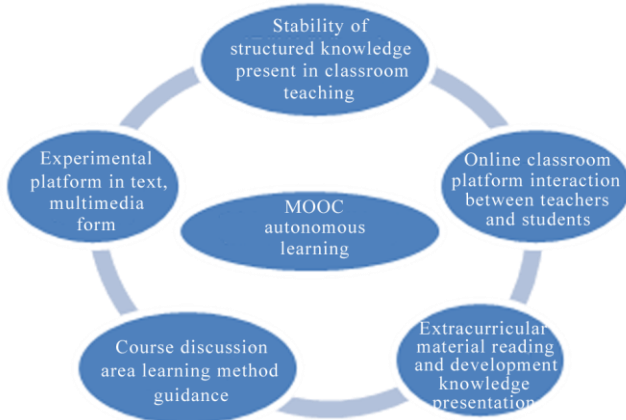 Stability of
structured knowledge
present in classroom
teaching
Experimental
platform in text,
multimedia
form
Online classroom
platform interaction
between teachers
and students
MOOC
autonomous
learning
Course discussion
area learning method
guidance
Extracurricular
material reading
and development
knowledge
presentation